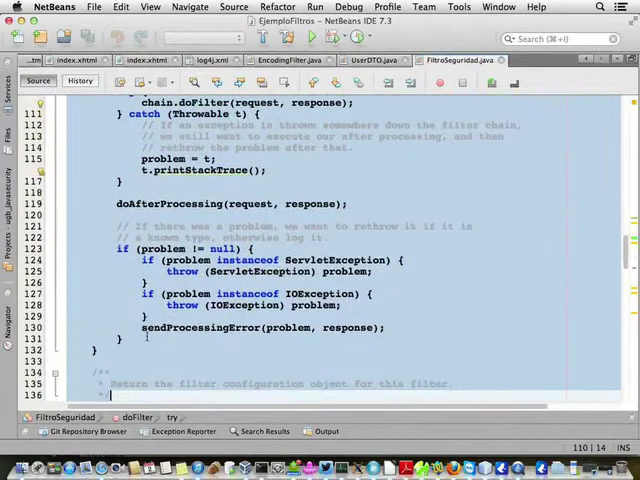 NetBeans File Edit View Navigate Source Refactor Run Debug Profile Team Tools Window Help
EjemploFiltros - NetBeans IDE 7.3
Search (⌘+I)
...tm index.xhtml index.xhtml log4j.xml EncodingFilter.java UserDTO.java FiltroSeguridad.java
Source History
chain.doFilter(request, response);
111 } catch (Throwable t) {
112 // If an exception is thrown somewhere down the filter chain,
113 // we still want to execute our after processing, and then
114 // rethrow the problem after that.
115 problem = t;
t.printStackTrace();
117 }
118
119 doAfterProcessing(request, response);
120
121 // If there was a problem, we want to rethrow it if it is
122 // a known type, otherwise log it.
123 if (problem != null) {
124 if (problem instanceof ServletException) {
125 throw (ServletException) problem;
126 }
127 if (problem instanceof IOException) {
128 throw (IOException) problem;
129 }
130 sendProcessingError(problem, response);
131 }
132 }
133
134 /**
135 * Return the filter configuration object for this filter.
136 */
Services
Files
Projects - ugb_javasecurity
Navigator
FiltroSeguridad doFilter try
Git Repository Browser Exception Reporter Search Results Output
110 | 14 INS